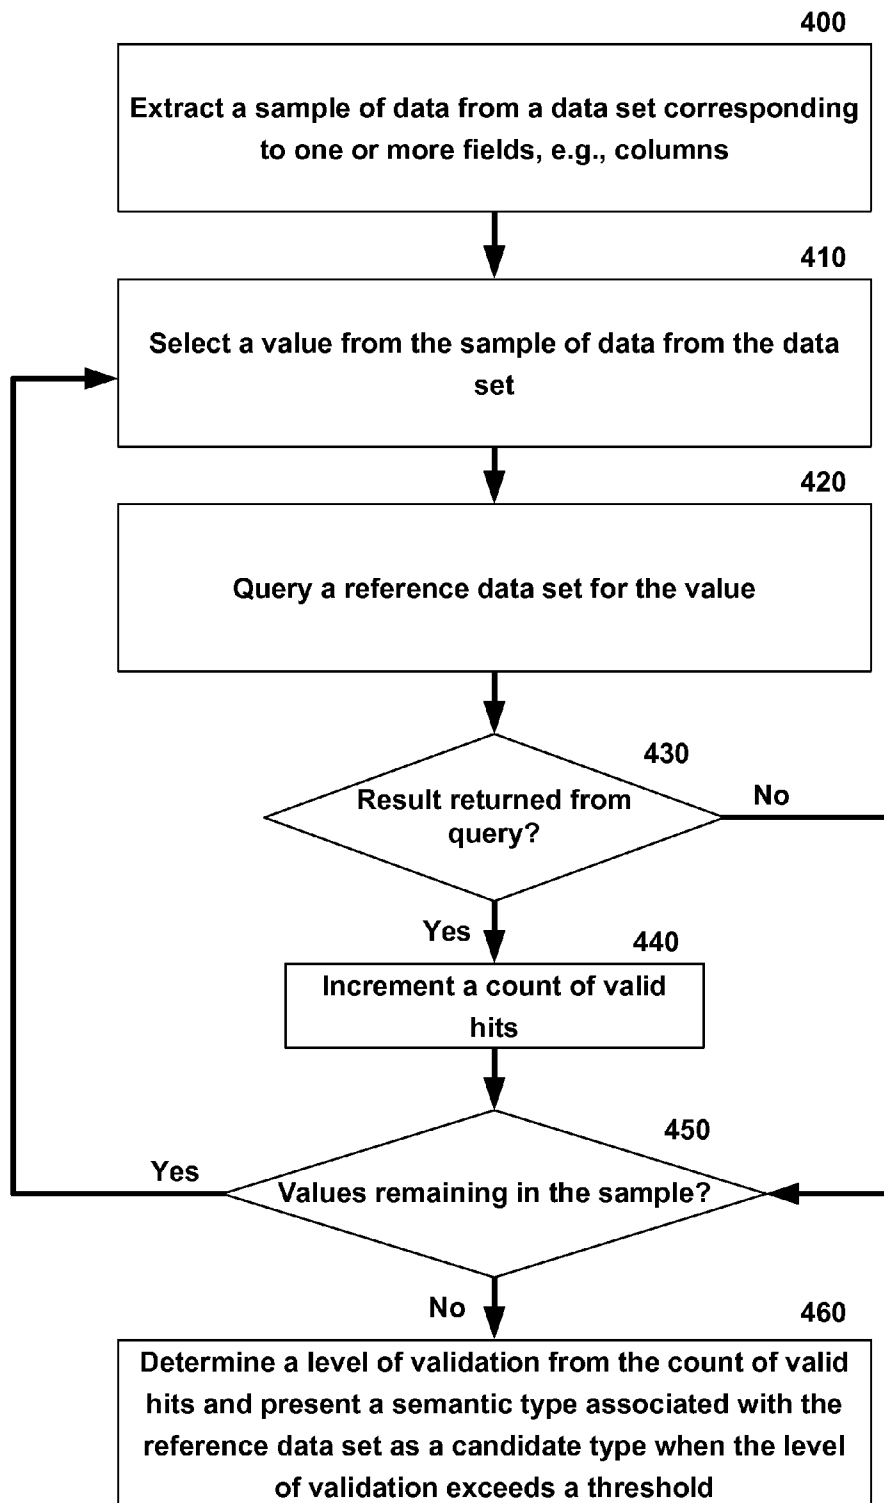 400
Extract a sample of data from a data set corresponding
to one or more fields, e.g., columns
410
Select a value from the sample of data from the data
set
420
Query a reference data set for the value
430
Result returned from
query?
No
Yes
440
Increment a count of valid
hits
450
Yes
Values remaining in the sample?
No
460
Determine a level of validation from the count of valid
hits and present a semantic type associated with the
reference data set as a candidate type when the level
of validation exceeds a threshold